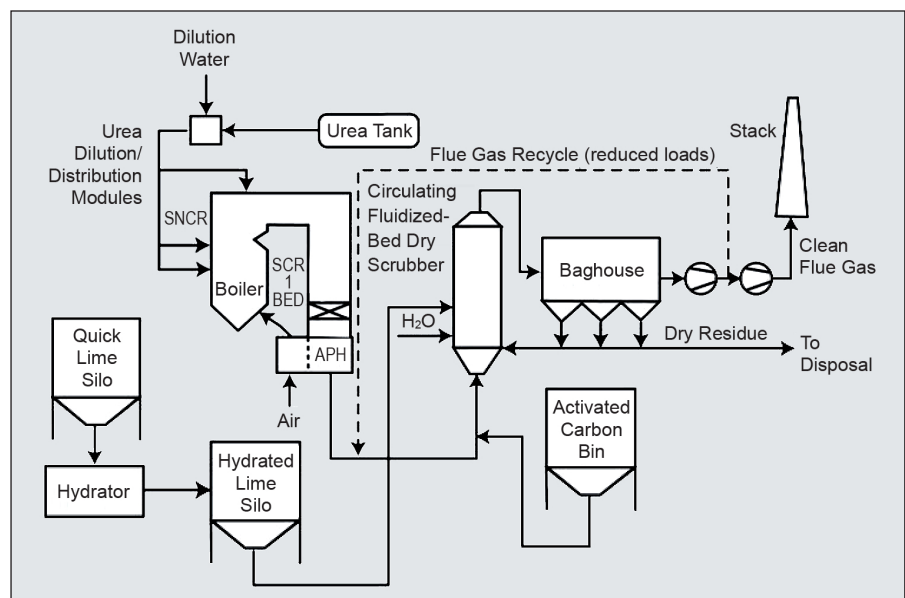 Dilution
Water
Urea Tank
Urea
Dilution/
Distribution
Modules
SNCR
Boiler
SCR
1
BED
APH
Air
Flue Gas Recycle (reduced loads)
Circulating
Fluidized-
Bed Dry
Scrubber
H₂O
Baghouse
Stack
Clean
Flue Gas
Dry Residue
To
Disposal
Quick
Lime
Silo
Hydrator
Hydrated
Lime
Silo
Activated
Carbon
Bin